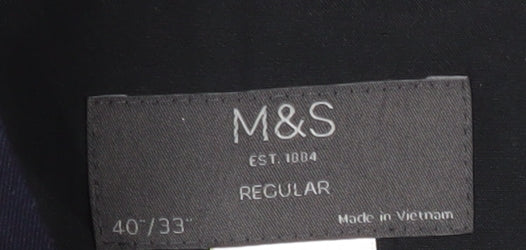 M&S
EST. 1884
REGULAR
40"/33"
Made in Vietnam